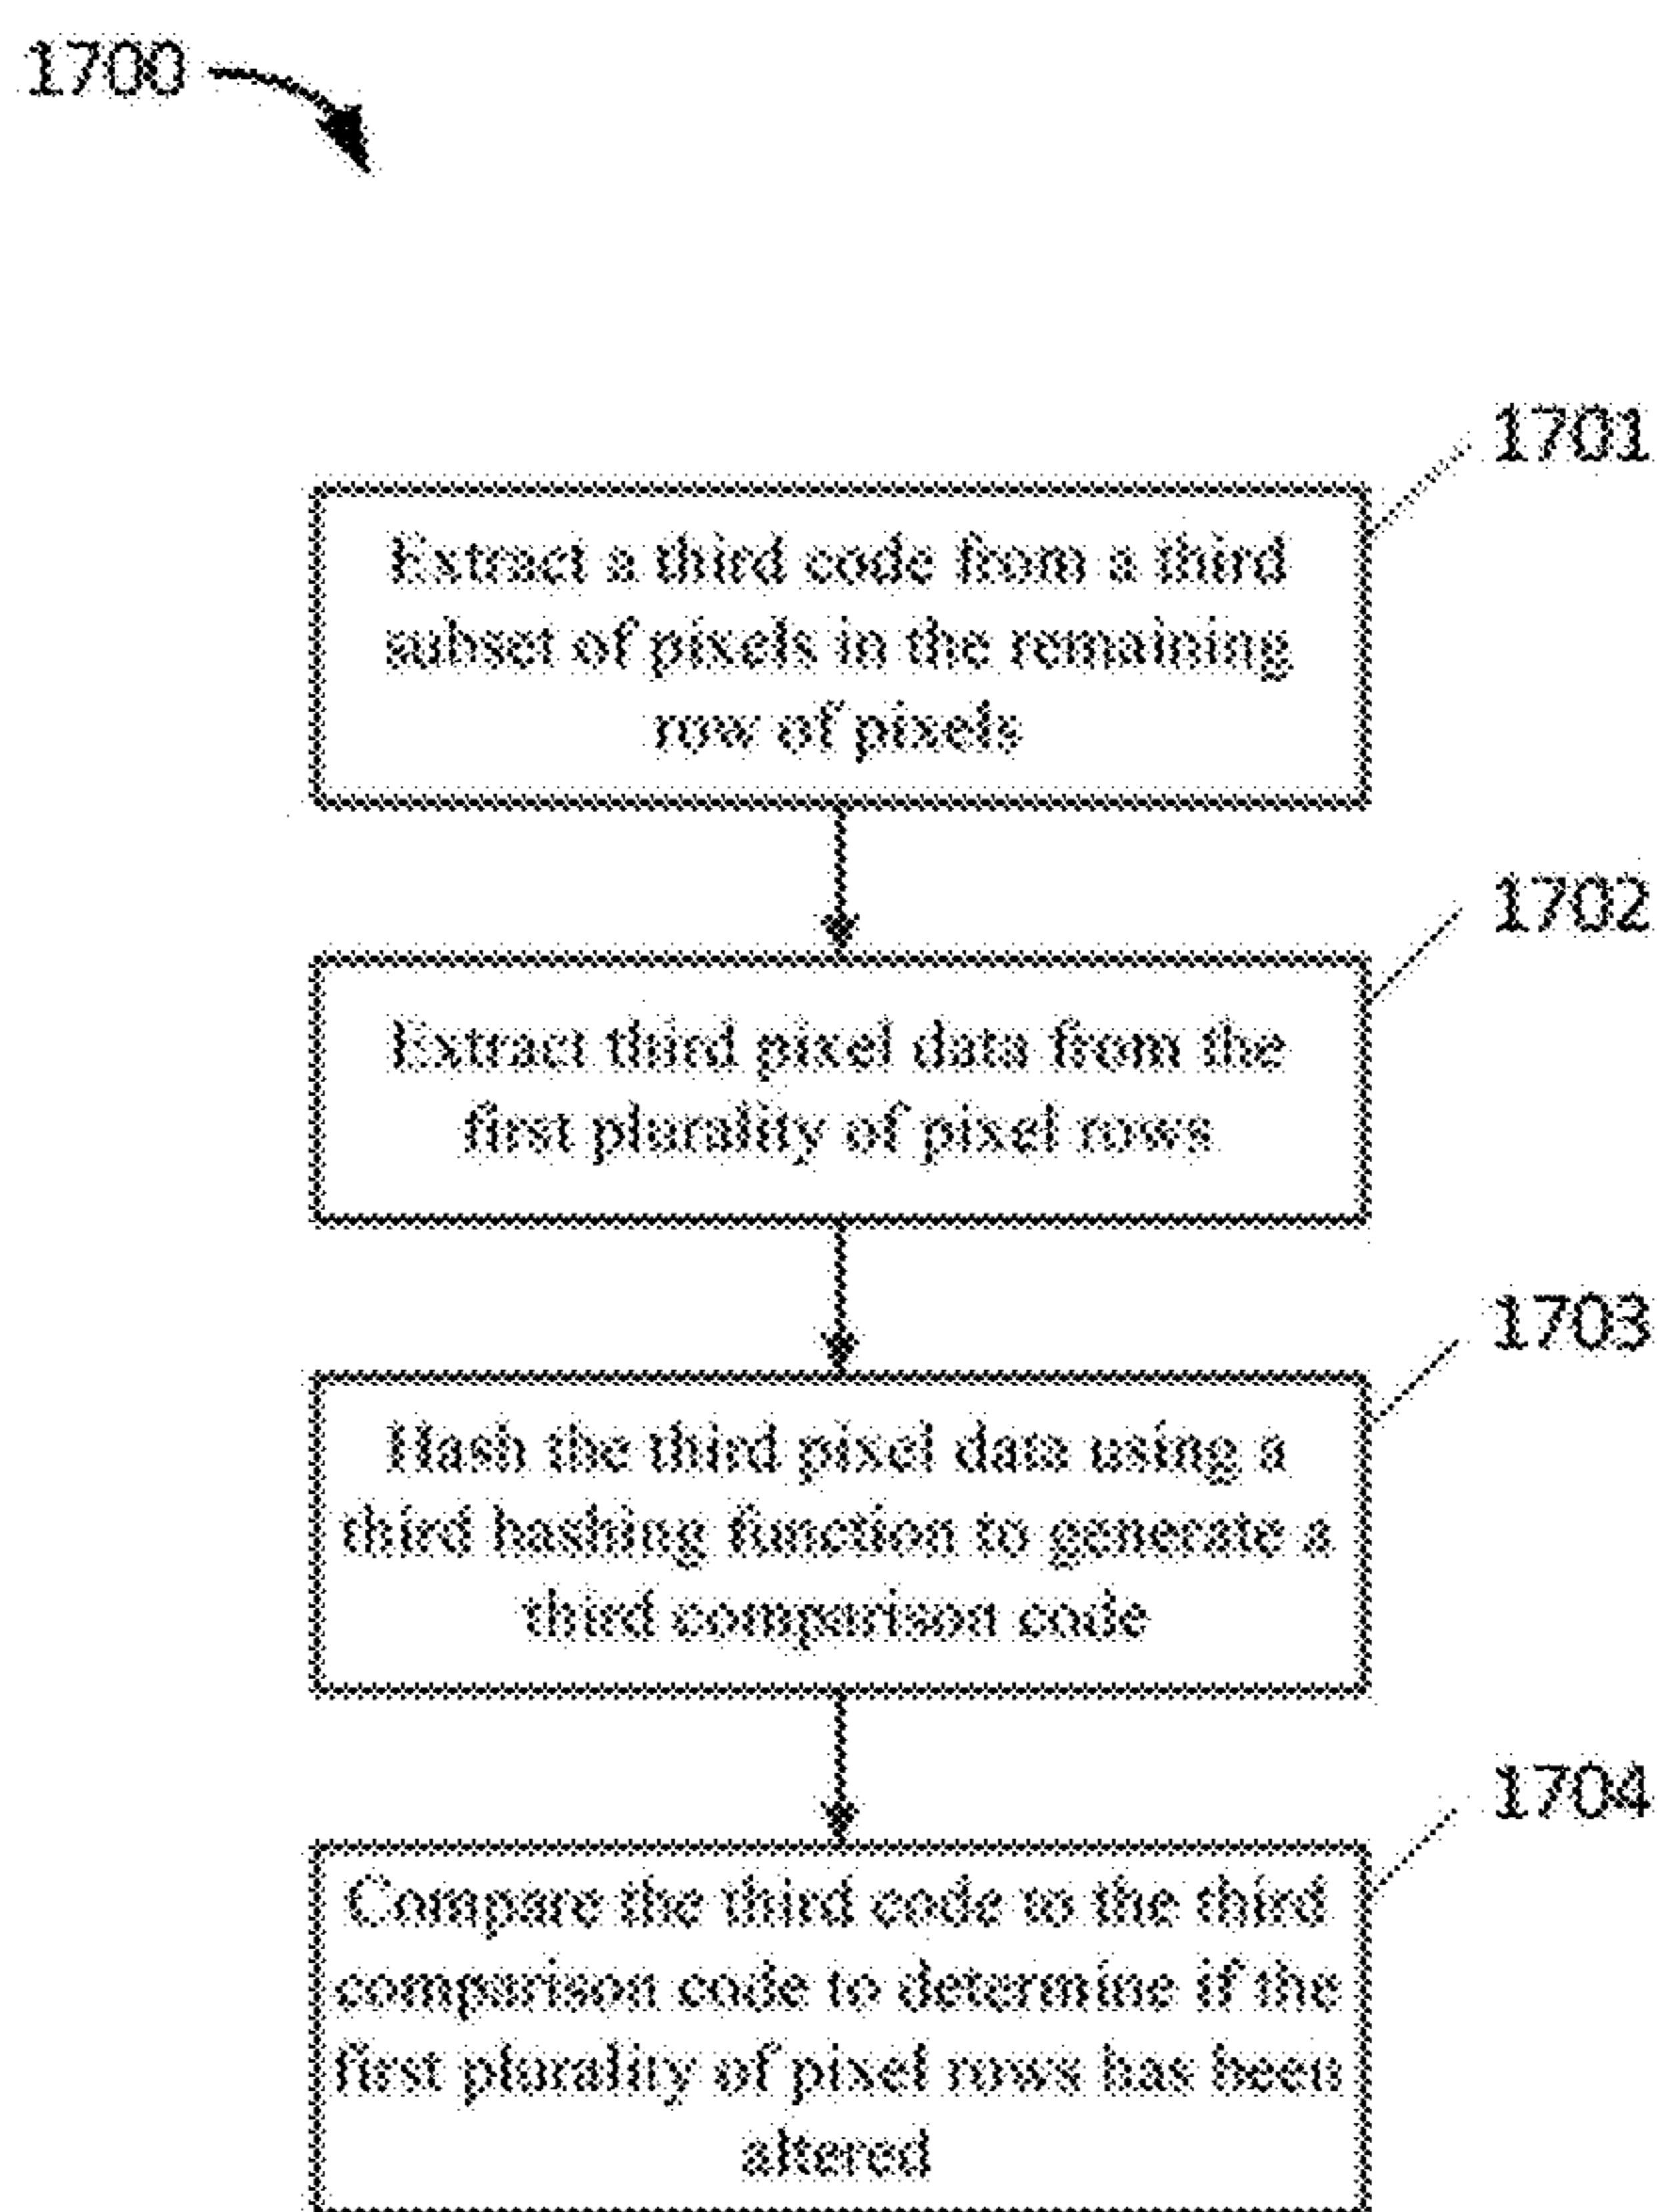 1700
1701
Extract a third code from a third
subset of pixels in the remaining
row of pixels
1702
Extract third pixel data from the
first plurality of pixel rows
1703
Hash the third pixel data using a
third hashing function to generate a
third comparison code
1704
Compare the third code to the third
comparison code to determine if the
first plurality of pixel rows has been
altered